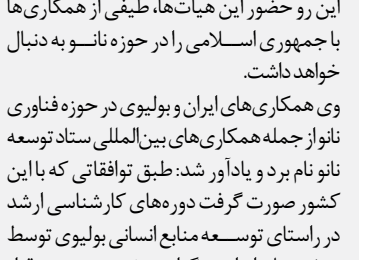 این رو حضور این هیات‌ها، طیفی از همکاری‌ها
با جمهوری اسلامی را در حوزه نانو به دنبال
خواهد داشت.
وی همکاری‌های ایران و بولیوی در حوزه فناوری
نانو از جمله همکاری‌های بین‌المللی ستاد توسعه
نانو نام برد و یادآور شد: طبق توافقاتی که با این
کشور صورت گرفت دوره‌های کارشناسی ارشد
در راستای توسعه منابع انسانی بولیوی توسط